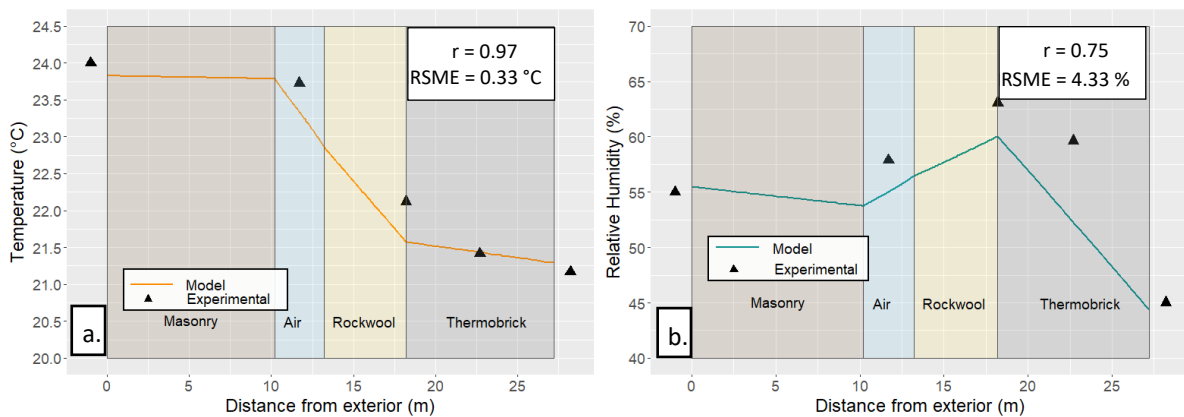 24.5
24.0
23.5
23.0
22.5
22.0
21.5
21.0
20.5
20.0
Temperature (°C)
r = 0.97
RSME = 0.33 °C
Model
Experimental
a.
Masonry
Air
Rockwool
Thermobrick
0
5
10
15
20
25
Distance from exterior (m)
70
65
60
55
50
45
40
Relative Humidity (%)
r = 0.75
RSME = 4.33 %
Model
Experimental
b.
Masonry
Air
Rockwool
Thermobrick
0
5
10
15
20
25
Distance from exterior (m)